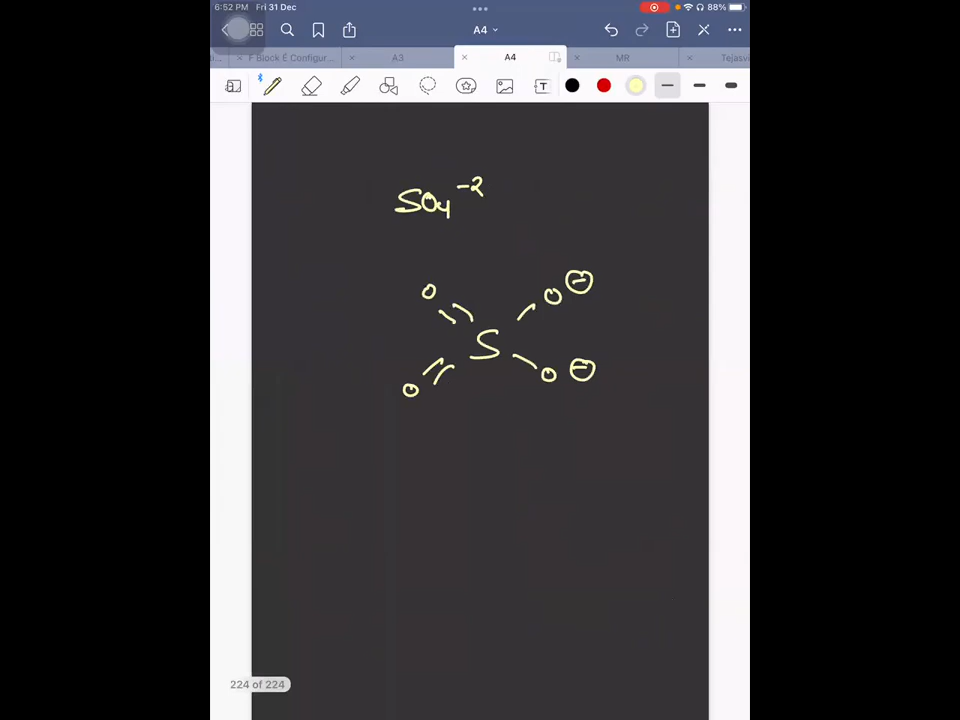 6:52 PM Fri 31 Dec 88%
A4
F Block É Configur... A3 A4 MR Tejasv
T
SO₄⁻²
O O ⊖
S
O O ⊖
224 of 224